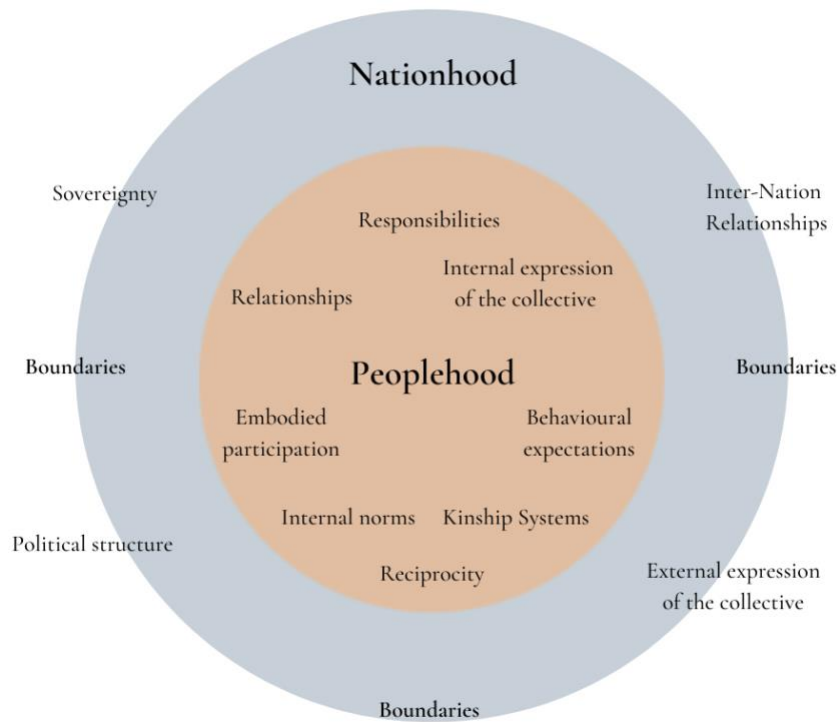 Nationhood
Sovereignty
Inter-Nation
Relationships
Responsibilities
Internal expression
of the collective
Relationships
Boundaries
Peoplehood
Boundaries
Embodied
participation
Behavioural
expectations
Internal norms
Kinship Systems
Political structure
Reciprocity
External expression
of the collective
Boundaries